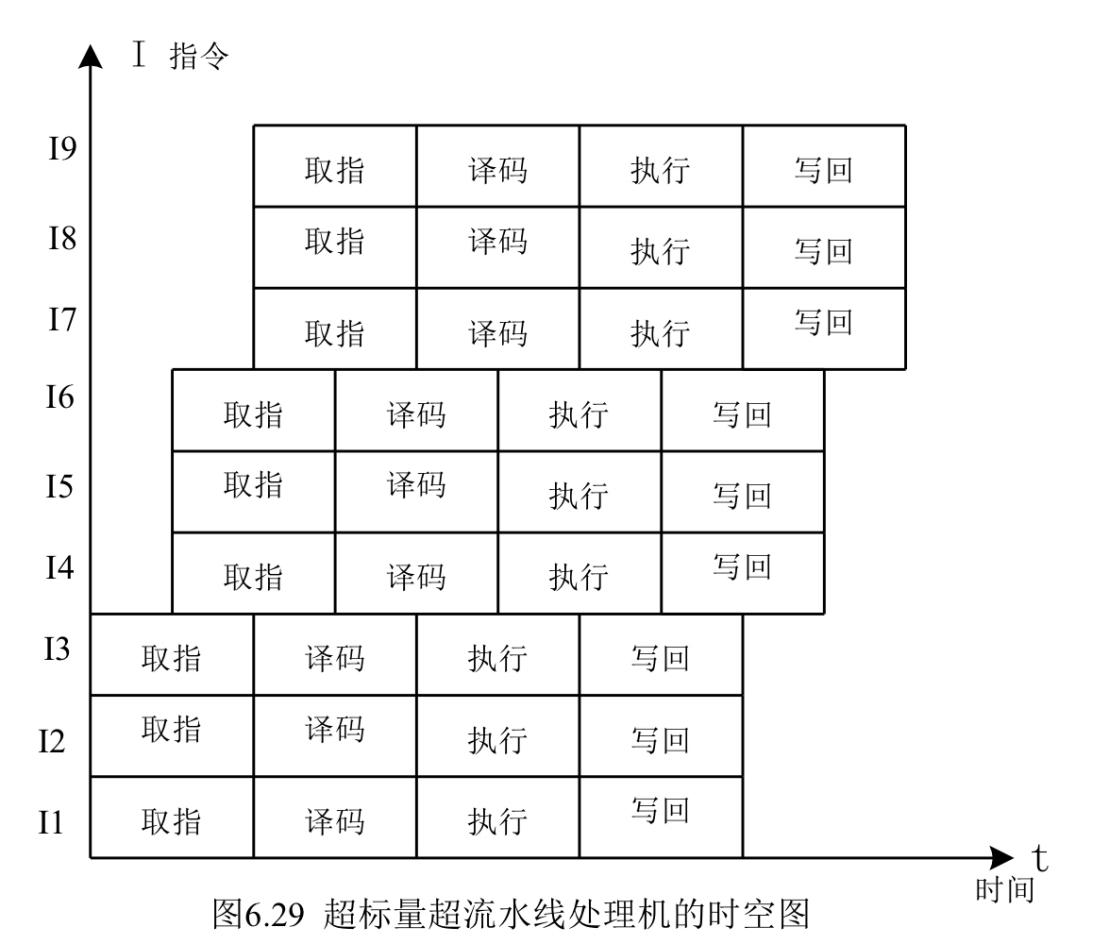 I 指令
I9 取指 译码 执行 写回
I8 取指 译码 执行 写回
I7 取指 译码 执行 写回
I6 取指 译码 执行 写回
I5 取指 译码 执行 写回
I4 取指 译码 执行 写回
I3 取指 译码 执行 写回
I2 取指 译码 执行 写回
I1 取指 译码 执行 写回
t
时间
图6.29 超标量超流水线处理机的时空图